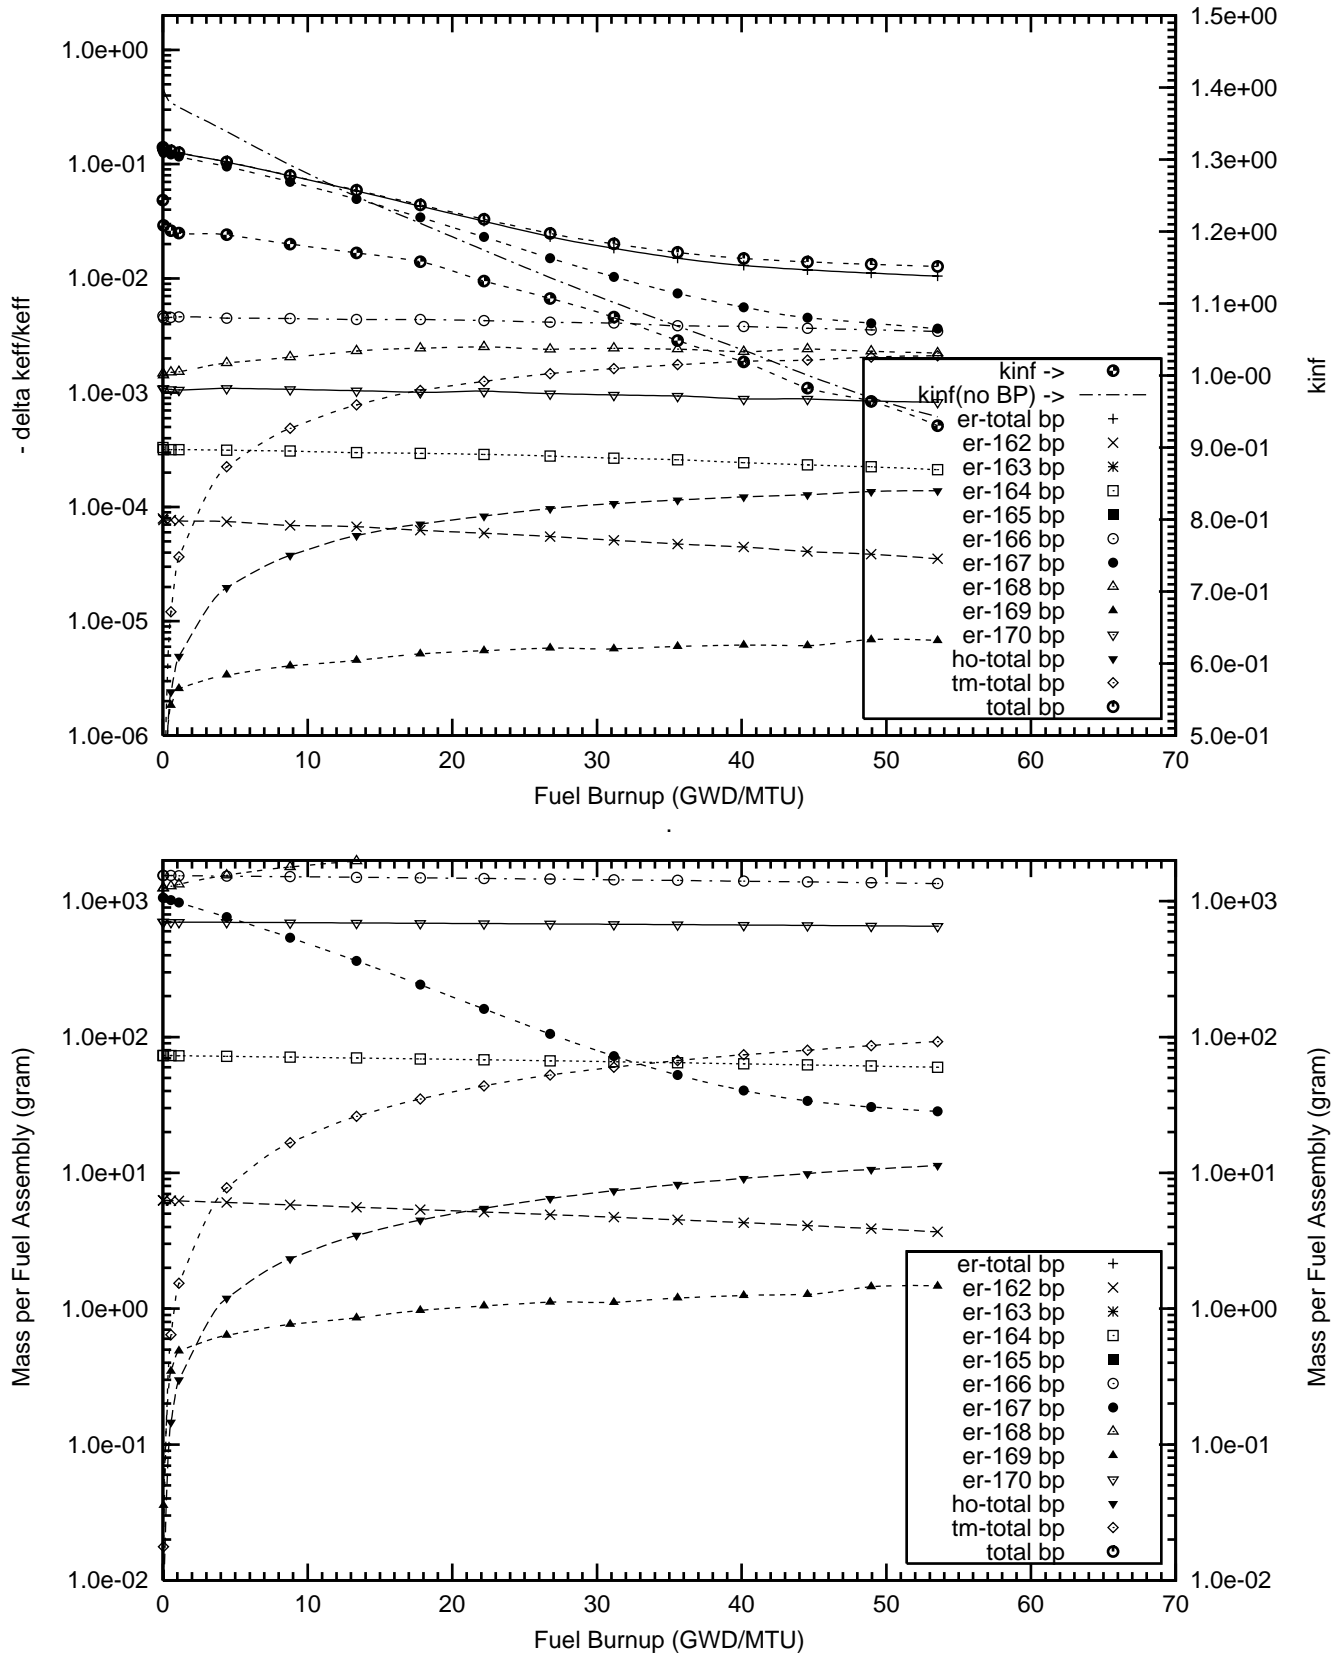 1.0e+00
1.0e-01
1.0e-02
1.0e-03
1.0e-04
1.0e-05
1.0e-06
- delta keff/keff
1.5e+00
1.4e+00
1.3e+00
1.2e+00
1.1e+00
1.0e-00
9.0e-01
8.0e-01
7.0e-01
6.0e-01
5.0e-01
kinf
kinf ->
kinf(no BP) ->
er-total bp
er-162 bp
er-163 bp
er-164 bp
er-165 bp
er-166 bp
er-167 bp
er-168 bp
er-169 bp
er-170 bp
ho-total bp
tm-total bp
total bp
0 10 20 30 40 50 60 70
Fuel Burnup (GWD/MTU)
.
1.0e+03
1.0e+02
1.0e+01
1.0e+00
1.0e-01
1.0e-02
Mass per Fuel Assembly (gram)
1.0e+03
1.0e+02
1.0e+01
1.0e+00
1.0e-01
1.0e-02
Mass per Fuel Assembly (gram)
er-total bp
er-162 bp
er-163 bp
er-164 bp
er-165 bp
er-166 bp
er-167 bp
er-168 bp
er-169 bp
er-170 bp
ho-total bp
tm-total bp
total bp
0 10 20 30 40 50 60 70
Fuel Burnup (GWD/MTU)